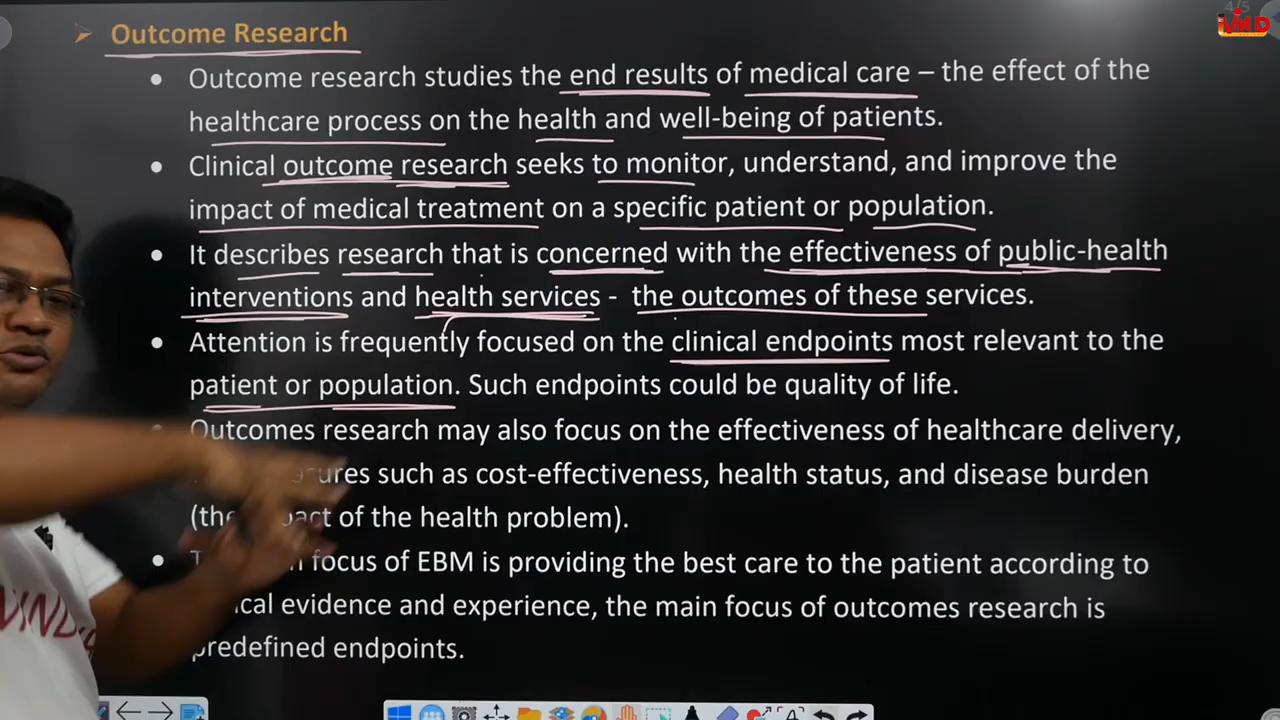 4/5
Outcome Research
Outcome research studies the end results of medical care – the effect of the
healthcare process on the health and well-being of patients.
Clinical outcome research seeks to monitor, understand, and improve the
impact of medical treatment on a specific patient or population.
It describes research that is concerned with the effectiveness of public-health
interventions and health services - the outcomes of these services.
Attention is frequently focused on the clinical endpoints most relevant to the
patient or population. Such endpoints could be quality of life.
Outcomes research may also focus on the effectiveness of healthcare delivery,
such as cost-effectiveness, health status, and disease burden
of the health problem).
focus of EBM is providing the best care to the patient according to
evidence and experience, the main focus of outcomes research is
predefined endpoints.